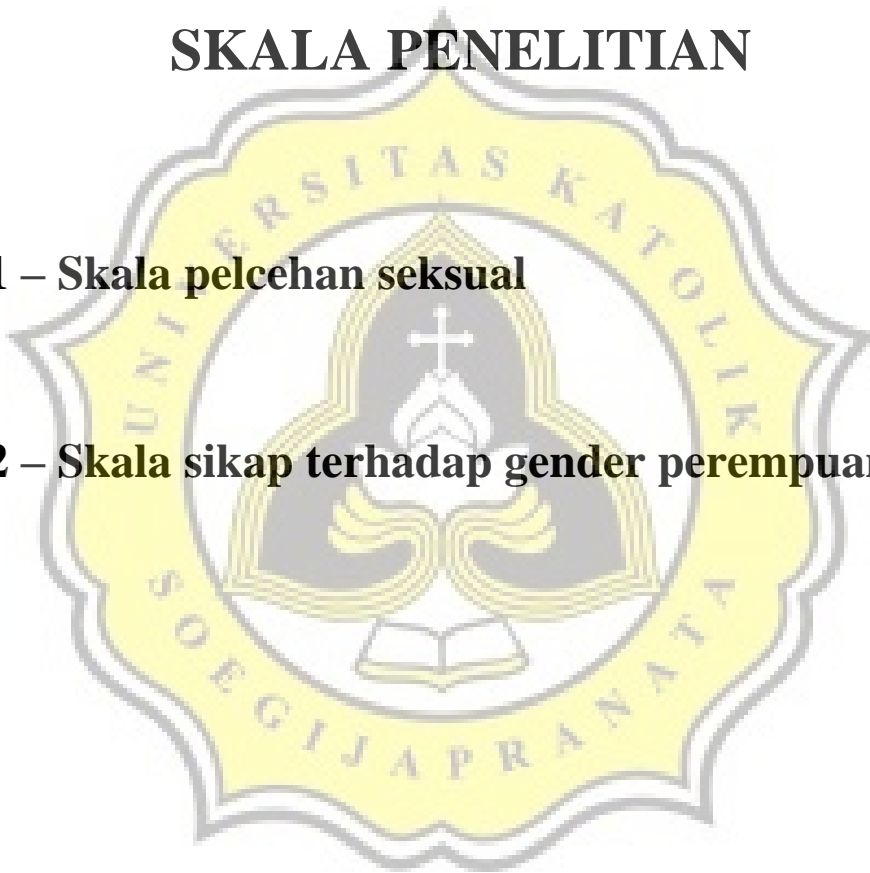 SKALA PENELITIAN
UNIVERSITAS KATOLIK
1 – Skala pelcehan seksual
2 – Skala sikap terhadap gender perempuan
SOEGIJAPRANATA